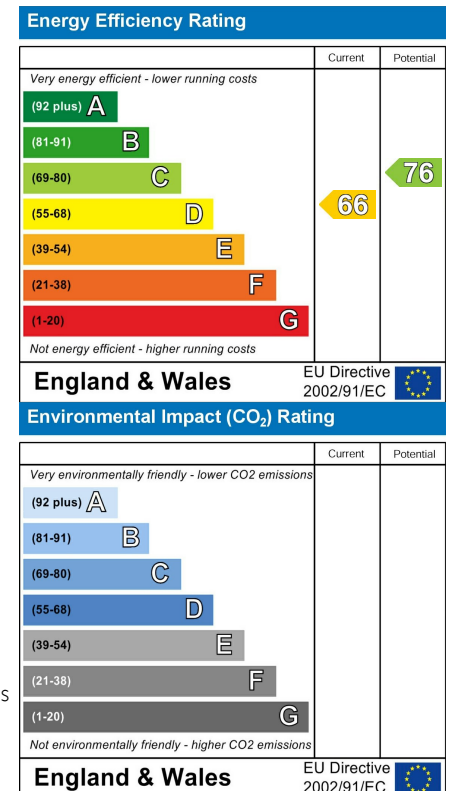 Energy Efficiency Rating
Current Potential
Very energy efficient - lower running costs
(92 plus) A
(81-91) B
(69-80) C
76
(55-68) D
66
(39-54) E
(21-38) F
(1-20) G
Not energy efficient - higher running costs
England & Wales
EU Directive
2002/91/EC
Environmental Impact (CO₂) Rating
Current Potential
Very environmentally friendly - lower CO2 emissions
(92 plus) A
(81-91) B
(69-80) C
(55-68) D
(39-54) E
(21-38) F
S
(1-20) G
Not environmentally friendly - higher CO2 emissions
England & Wales
EU Directive
2002/91/EC